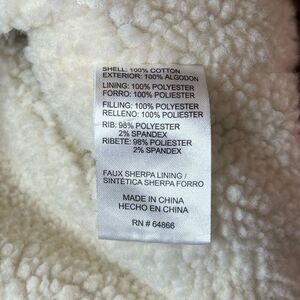 SHELL: 100% COTTON
EXTERIOR: 100% ALGODON
LINING: 100% POLYESTER
FORRO: 100% POLIESTER
FILLING: 100% POLYESTER
RELLENO: 100% POLIESTER
RIB: 98% POLYESTER
2% SPANDEX
RIBETE: 98% POLIESTER
2% SPANDEX
FAUX SHERPA LINING /
SINTÉTICA SHERPA FORRO
MADE IN CHINA
HECHO EN CHINA
RN # 64866